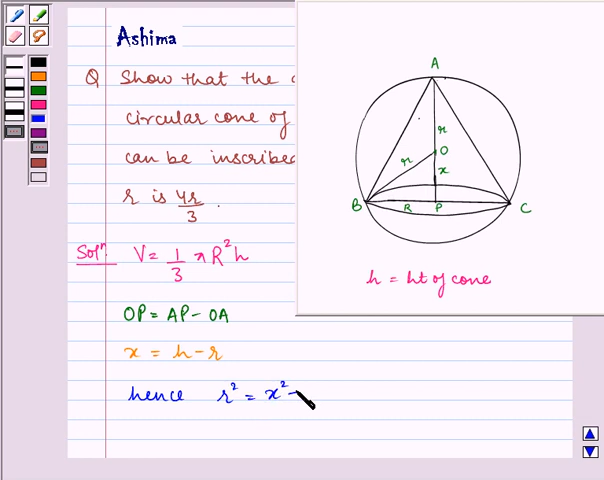 Ashima
Q Show that the
circular cone of
can be inscribed
r is 4r/3 .
Solⁿ. V = 1/3 π R² h
OP = AP − OA
x = h − r
hence r² = x² −
A
r
O
r
x
B
R
P
C
h = ht of cone